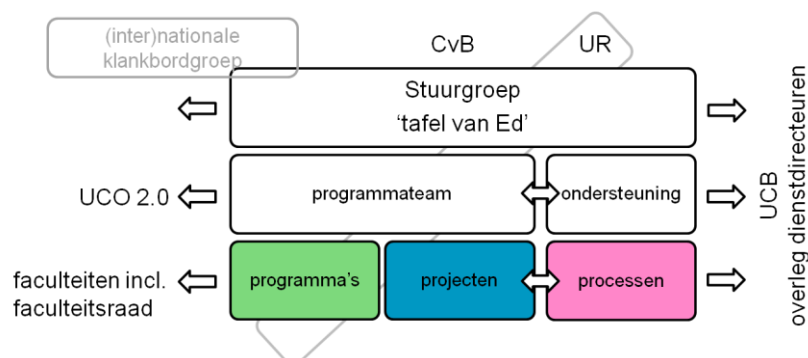 (inter)nationale
klankbordgroep
CvB
UR
Stuurgroep
‘tafel van Ed’
UCO 2.0
programmateam
ondersteuning
UCB
overleg dienstdirecteuren
faculteiten incl.
faculteitsraad
programma's
projecten
processen